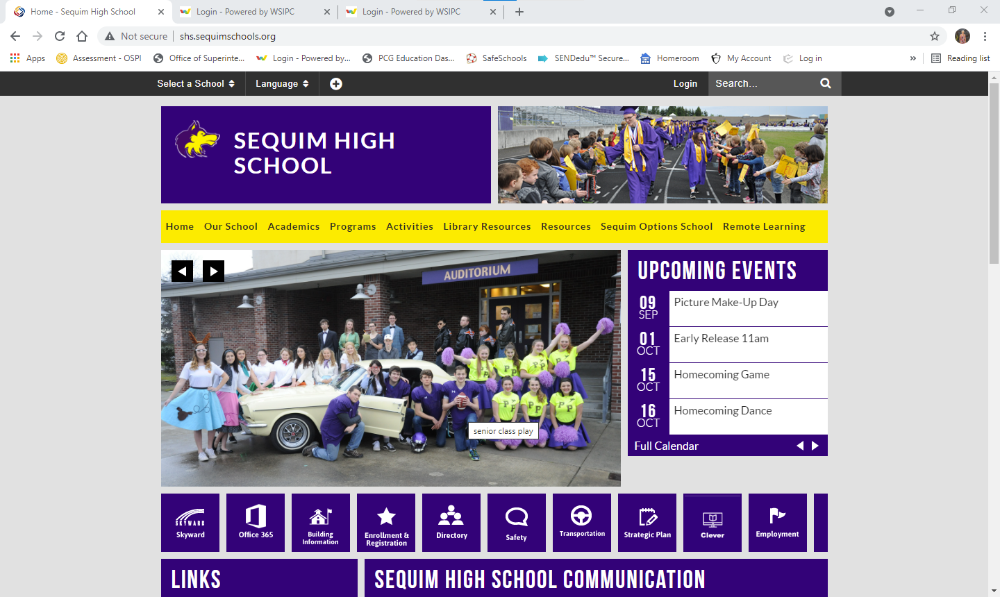 Home - Sequim High School
Login - Powered by WSIPC
Login - Powered by WSIPC
Not secure
shs.sequimschools.org
Apps
Assessment - OSPI
Office of Superinte...
Login - Powered by...
PCG Education Das...
SafeSchools
SENDedu™ Secure...
Homeroom
My Account
Log in
»
Reading list
Select a School
Language
Login
Search...
SEQUIM HIGH
SCHOOL
Home
Our School
Academics
Programs
Activities
Library Resources
Resources
Sequim Options School
Remote Learning
AUDITORIUM
P P
P P
P P
P P
P P
P P
senior class play
UPCOMING EVENTS
09
SEP
Picture Make-Up Day
01
OCT
Early Release 11am
15
OCT
Homecoming Game
16
OCT
Homecoming Dance
Full Calendar
SKYWARD
Skyward
Office 365
Building
Information
Enrollment &
Registration
Directory
Safety
Transportation
Strategic Plan
Clever
Employment
LINKS
SEQUIM HIGH SCHOOL COMMUNICATION